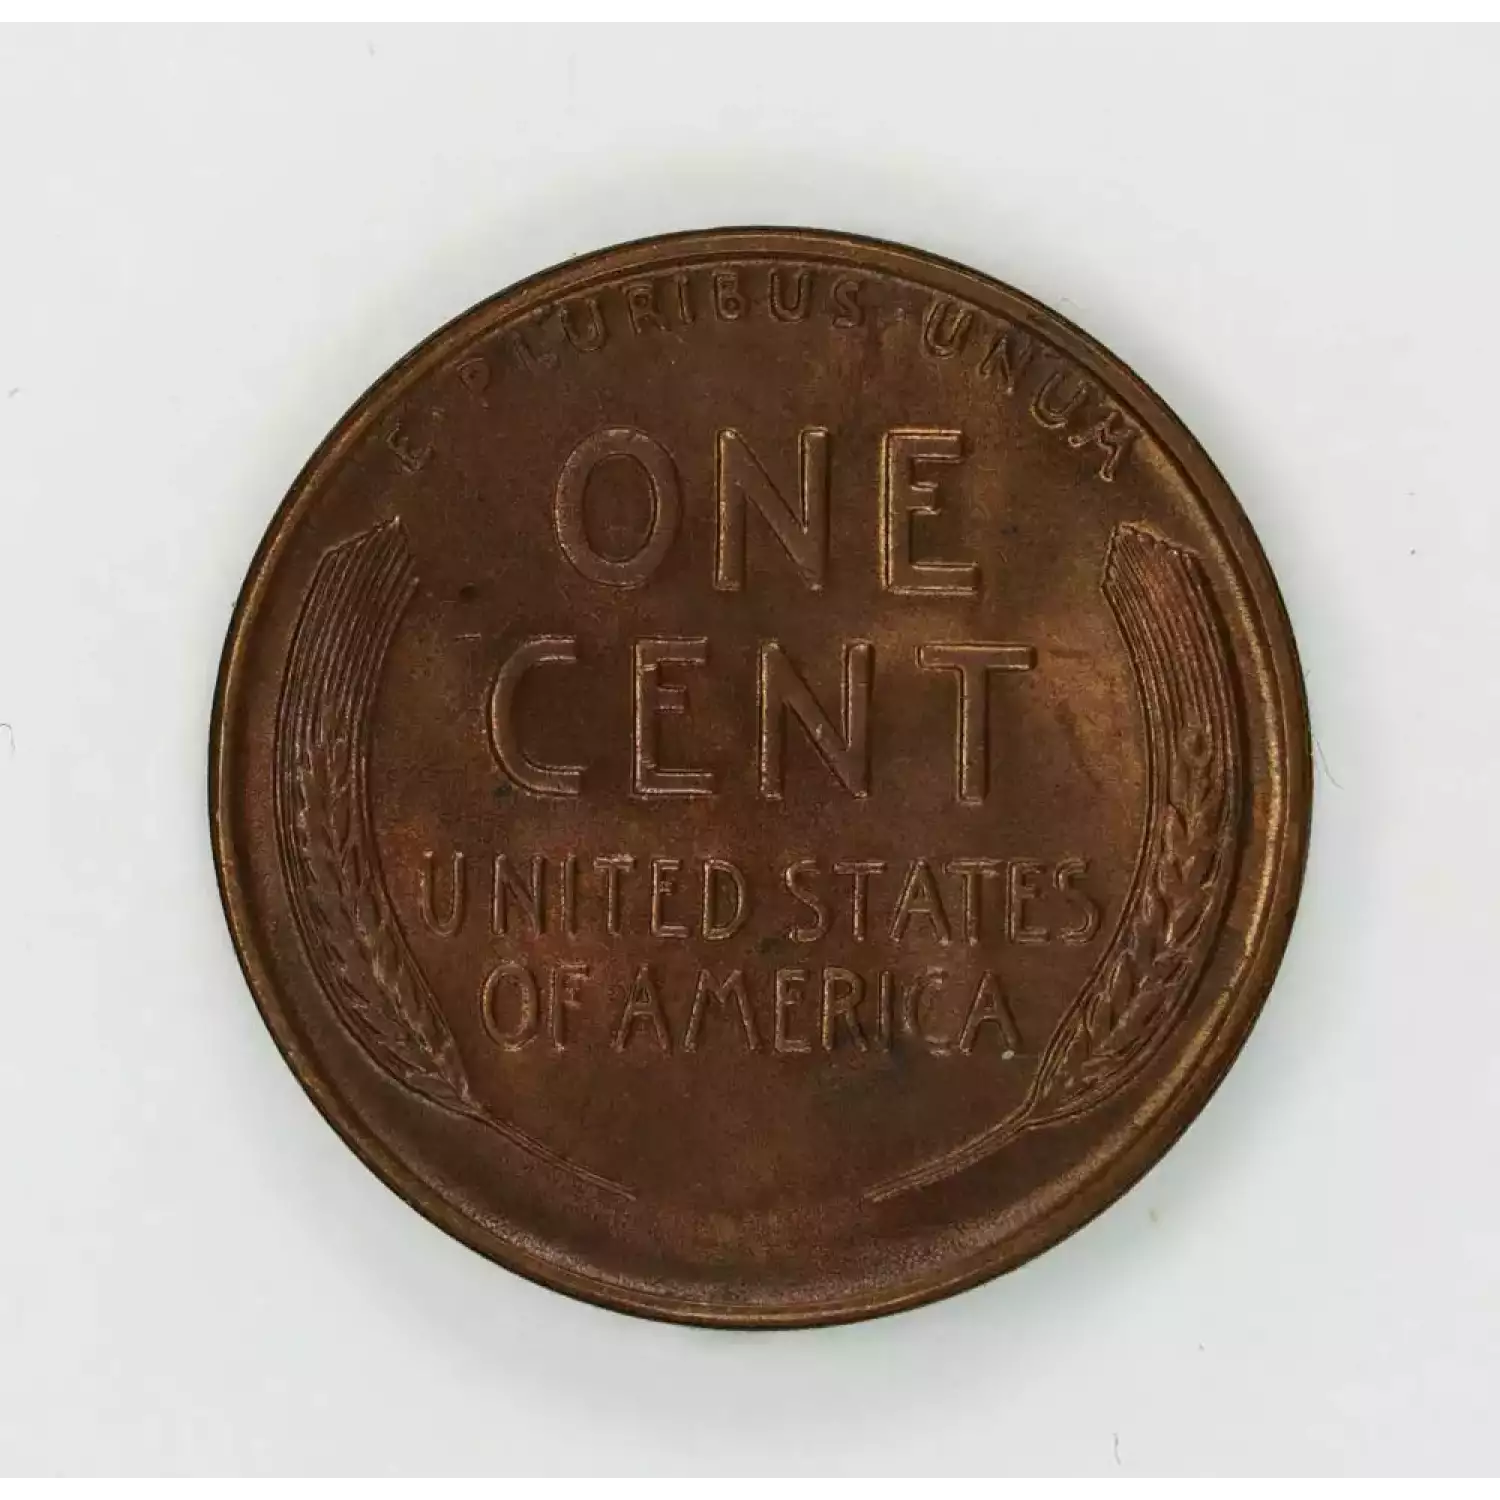 E PLURIBUS UNUM
ONE
CENT
UNITED STATES
OF AMERICA